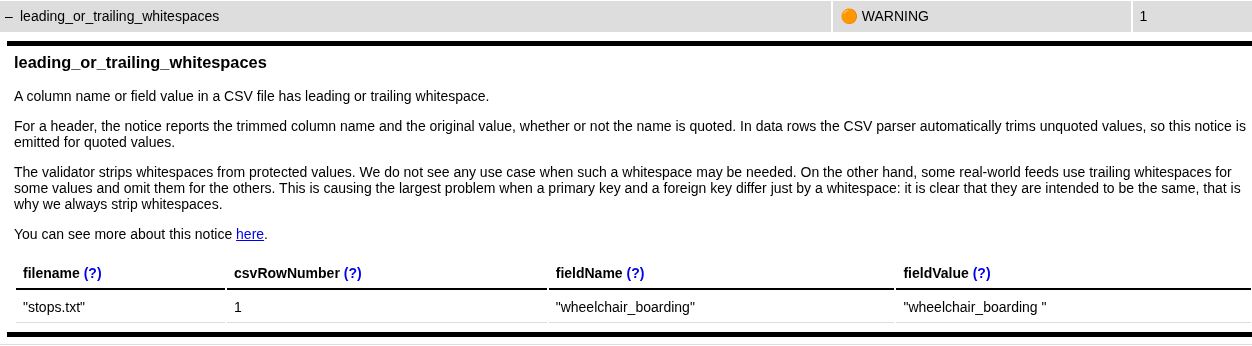 – leading_or_trailing_whitespaces 🟠 WARNING 1
leading_or_trailing_whitespaces
A column name or field value in a CSV file has leading or trailing whitespace.
For a header, the notice reports the trimmed column name and the original value, whether or not the name is quoted. In data rows the CSV parser automatically trims unquoted values, so this notice is
emitted for quoted values.
The validator strips whitespaces from protected values. We do not see any use case when such a whitespace may be needed. On the other hand, some real-world feeds use trailing whitespaces for
some values and omit them for the others. This is causing the largest problem when a primary key and a foreign key differ just by a whitespace: it is clear that they are intended to be the same, that is
why we always strip whitespaces.
You can see more about this notice here.
filename (?) csvRowNumber (?) fieldName (?) fieldValue (?)
"stops.txt" 1 "wheelchair_boarding" "wheelchair_boarding "